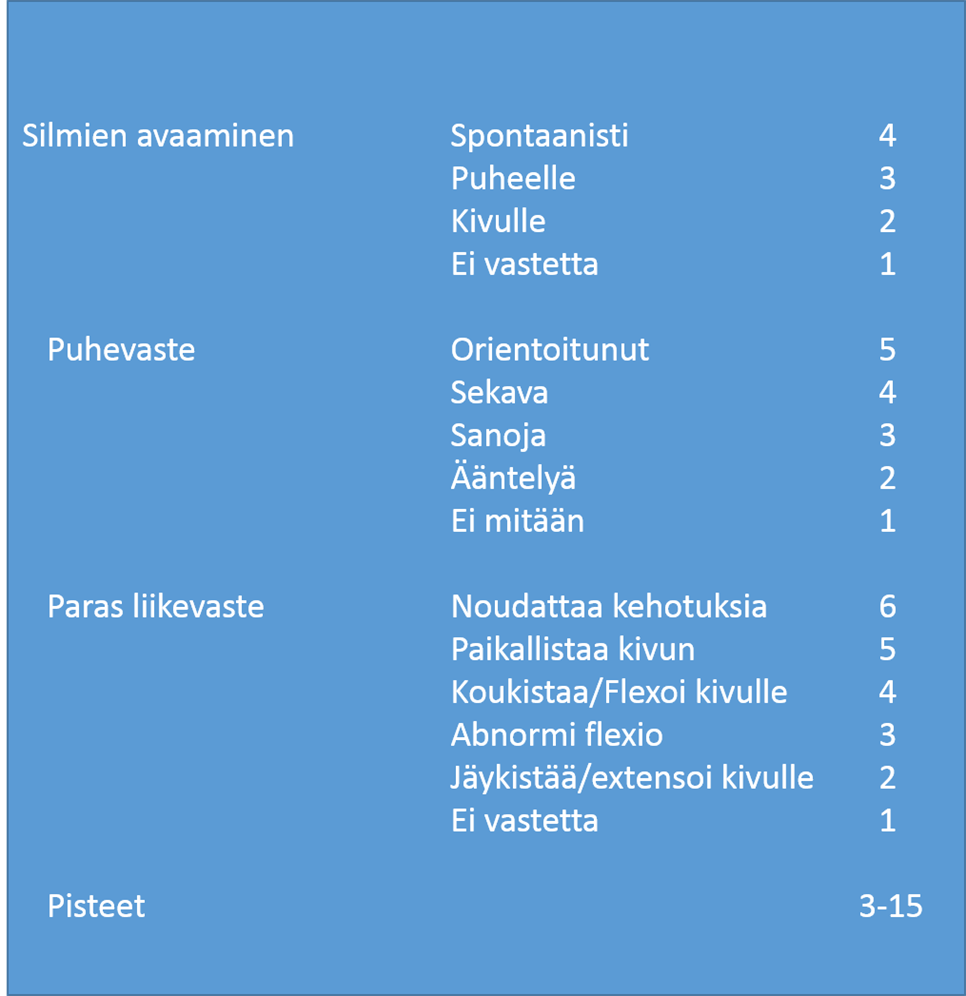 Silmien avaaminen Spontaanisti 4
Puheelle 3
Kivulle 2
Ei vastetta 1
Puhevaste Orientoitunut 5
Sekava 4
Sanoja 3
Ääntelyä 2
Ei mitään 1
Paras liikevaste Noudattaa kehotuksia 6
Paikallistaa kivun 5
Koukistaa/Flexoi kivulle 4
Abnormi flexio 3
Jäykistää/extensoi kivulle 2
Ei vastetta 1
Pisteet 3-15